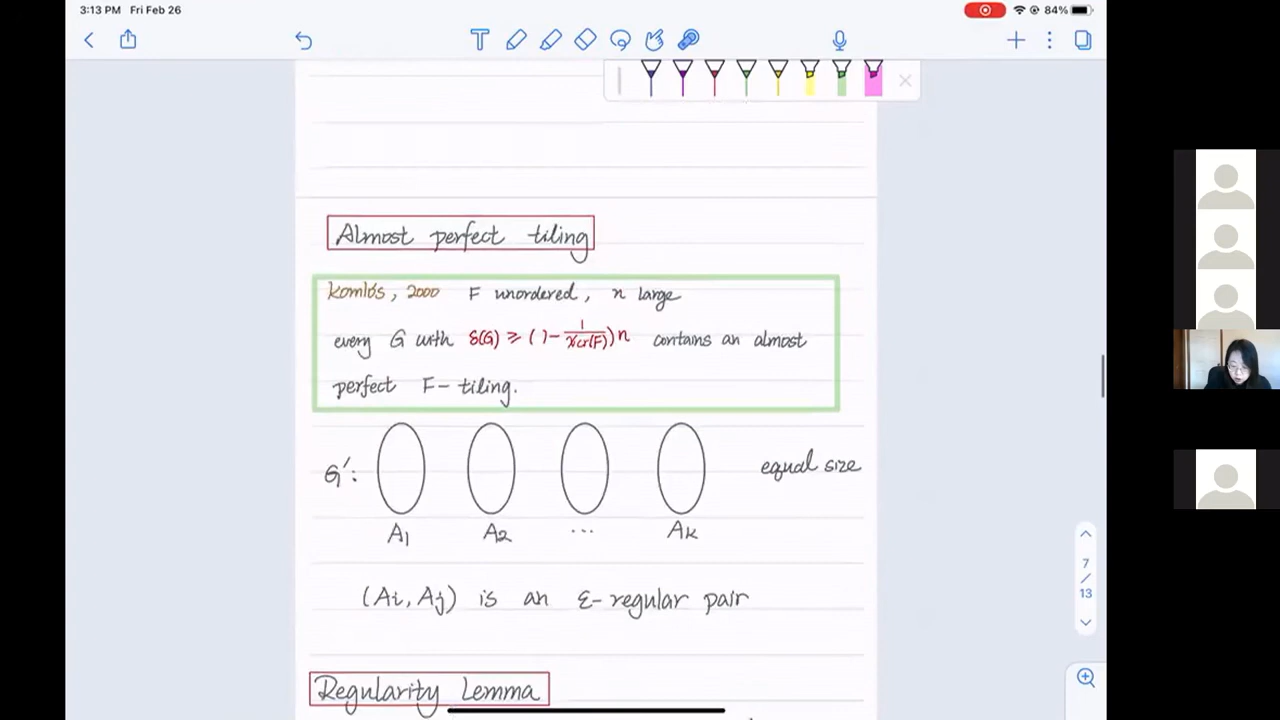 3:13 PM Fri Feb 26
84%
Almost perfect tiling
Komlós, 2000 F unordered, n large
every G with δ(G) ≥ (1 - 1/χcr(F))n contains an almost
perfect F-tiling.
G': equal size
A1 A2 ... Ak
(Ai, Aj) is an ε-regular pair
7
/
13
Regularity Lemma